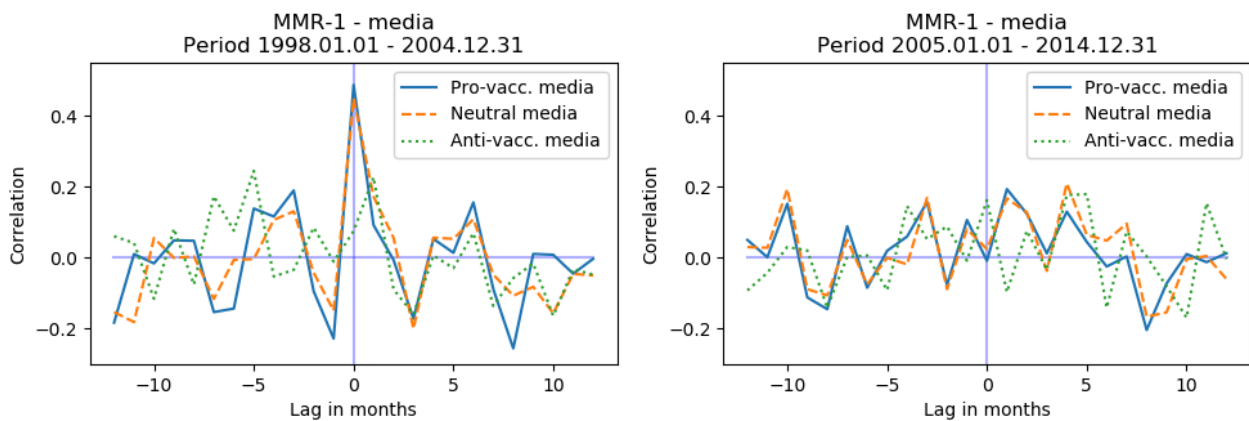 MMR-1 - media
Period 1998.01.01 - 2004.12.31
Pro-vacc. media
Neutral media
Anti-vacc. media
Correlation
0.4
0.2
0.0
−0.2
−10
−5
0
5
10
Lag in months
MMR-1 - media
Period 2005.01.01 - 2014.12.31
Pro-vacc. media
Neutral media
Anti-vacc. media
Correlation
0.4
0.2
0.0
−0.2
−10
−5
0
5
10
Lag in months